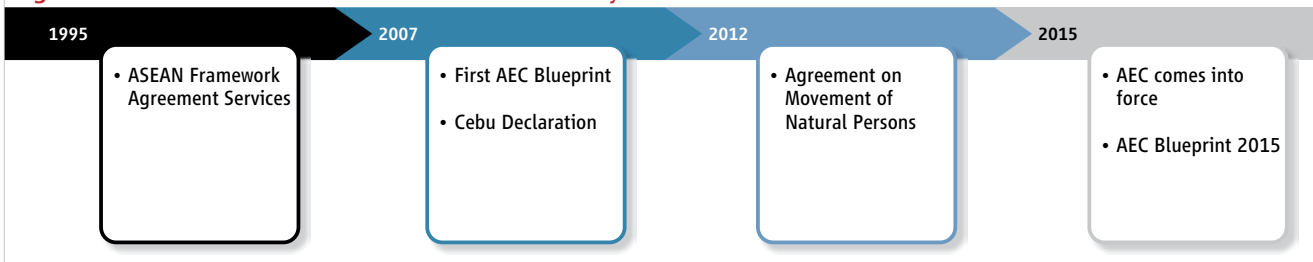 1995
• ASEAN Framework
Agreement Services
2007
• First AEC Blueprint
• Cebu Declaration
2012
• Agreement on
Movement of
Natural Persons
2015
• AEC comes into
force
• AEC Blueprint 2015